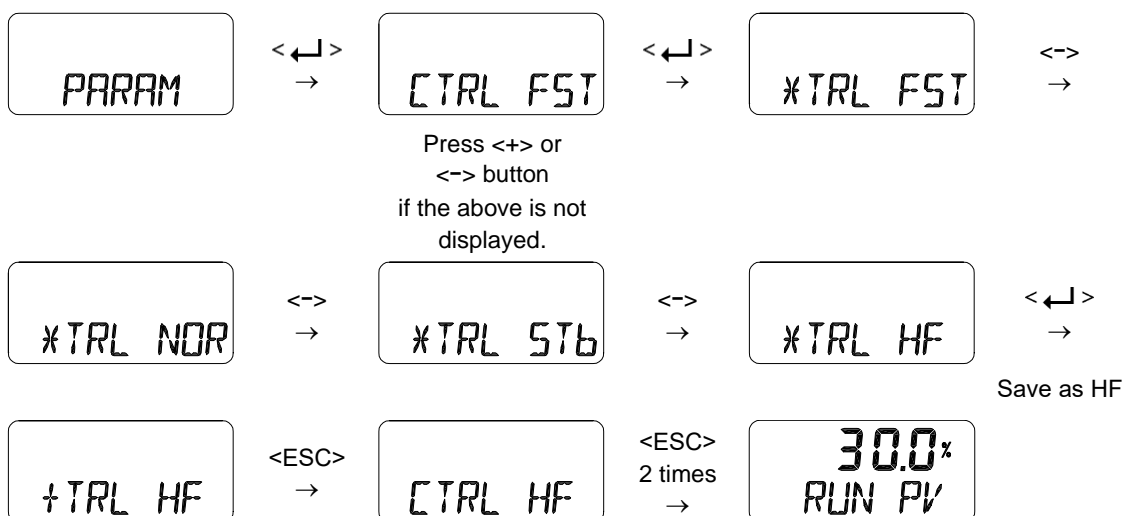 < ↵ >
< ↵ >
<->
PARAM
→
CTRL FST
→
*TRL FST
→
Press <+> or
<-> button
if the above is not
displayed.
<->
<->
< ↵ >
*TRL NOR
→
*TRL STb
→
*TRL HF
→
Save as HF
+TRL HF
<ESC>
→
CTRL HF
<ESC>
2 times
→
30.0%
RUN PV